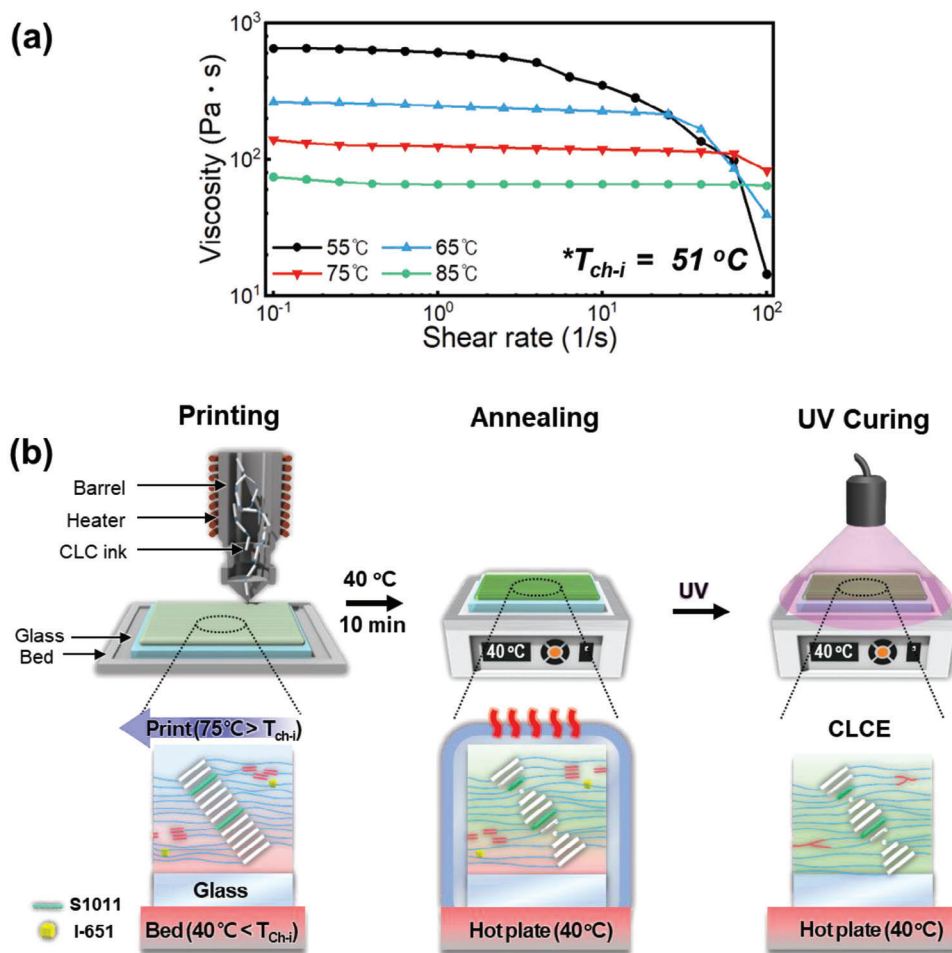 (a)
10³
10²
10¹
Viscosity (Pa · s)
55℃
65℃
75℃
85℃
*Tch-i = 51 °C
10⁻¹
10⁰
10¹
10²
Shear rate (1/s)
(b)
Printing
Annealing
UV Curing
Barrel
Heater
CLC ink
Glass
Bed
40 °C
10 min
40 °C
UV
40 °C
Print (75℃ > Tch-i)
CLCE
Glass
S1011
I-651
Bed (40℃ < TCh-i)
Hot plate (40℃)
Hot plate (40℃)